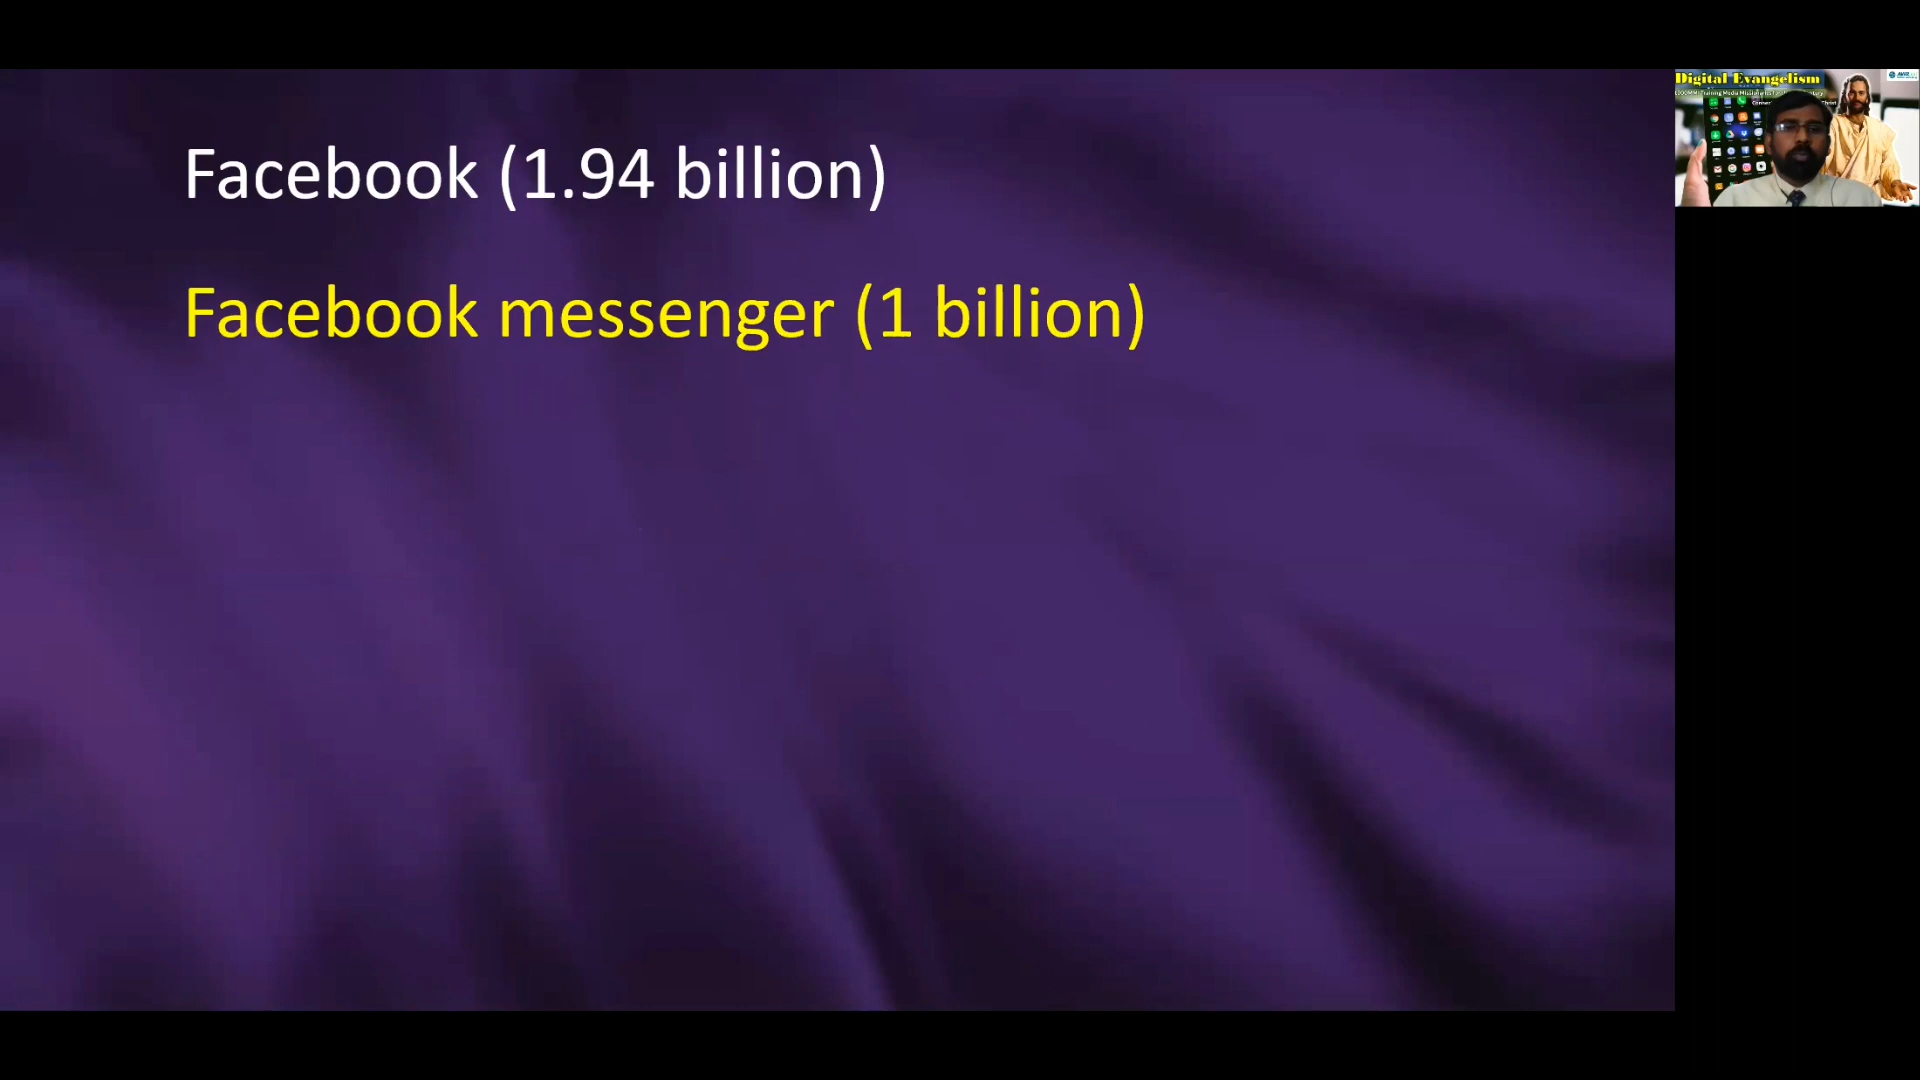 Facebook (1.94 billion)
Facebook messenger (1 billion)
Digital Evangelism